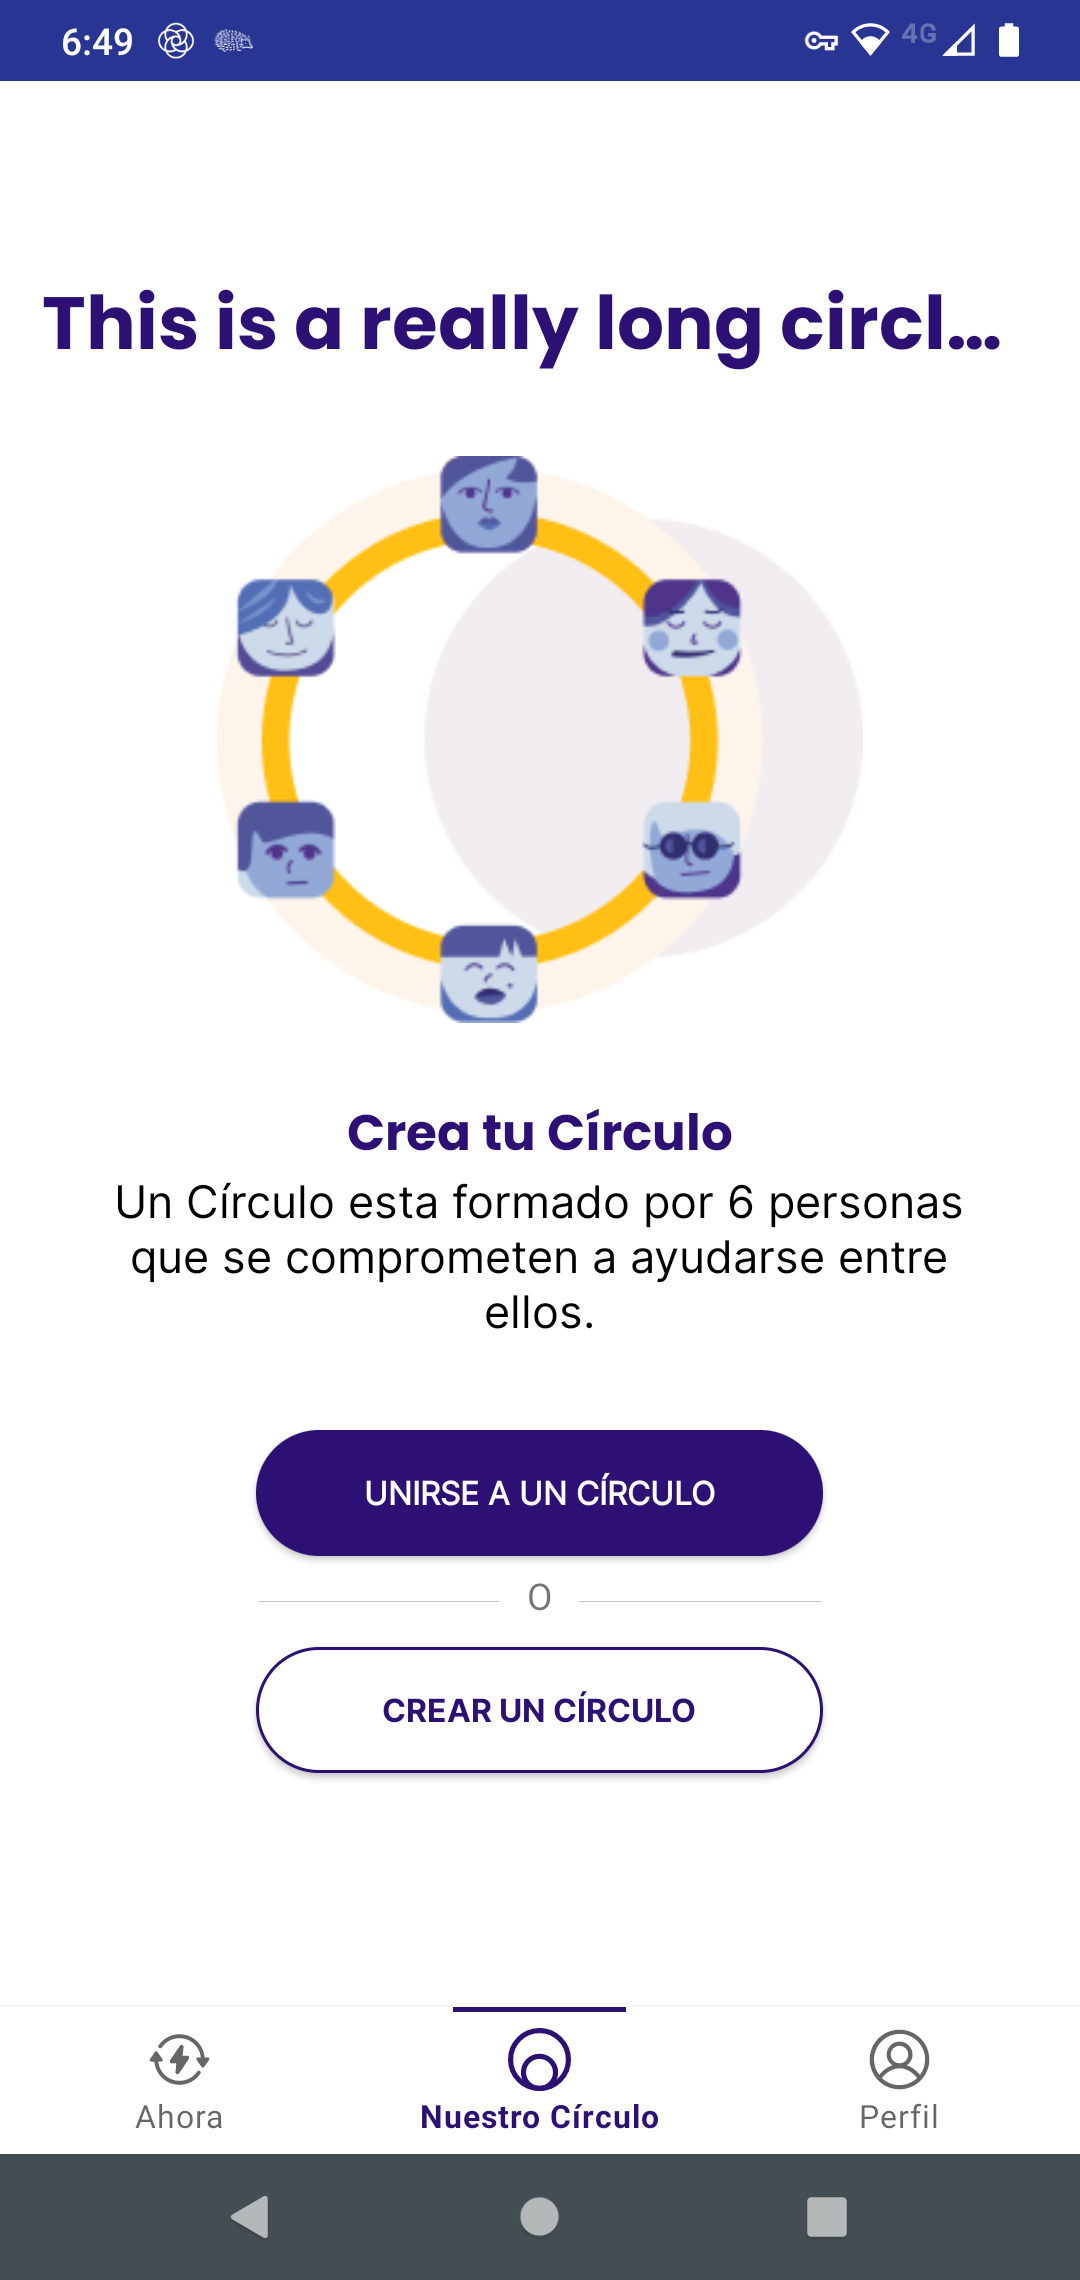 6:49
4G
This is a really long circl...
Crea tu Círculo
Un Círculo esta formado por 6 personas
que se comprometen a ayudarse entre
ellos.
UNIRSE A UN CÍRCULO
O
CREAR UN CÍRCULO
Ahora
Nuestro Círculo
Perfil